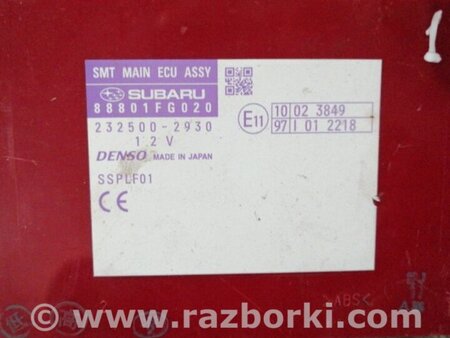 SMT MAIN ECU ASSY
SUBARU
88801FG020
232500-2930
12V
DENSO MADE IN JAPAN
SSPLF01
CE
E11
10 02 3849
97 I 01 2218
1
>ABS<
www.razborki.com